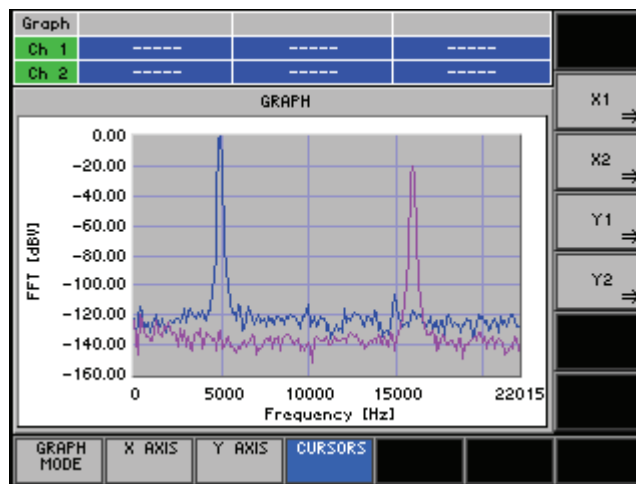 Graph
Ch 1 ----- ----- -----
Ch 2 ----- ----- -----
GRAPH
X1 ⇒
X2 ⇒
Y1 ⇒
Y2 ⇒
FFT [dBV]
0.00
-20.00
-40.00
-60.00
-80.00
-100.00
-120.00
-140.00
-160.00
0 5000 10000 15000 22015
Frequency [Hz]
GRAPH MODE
X AXIS
Y AXIS
CURSORS